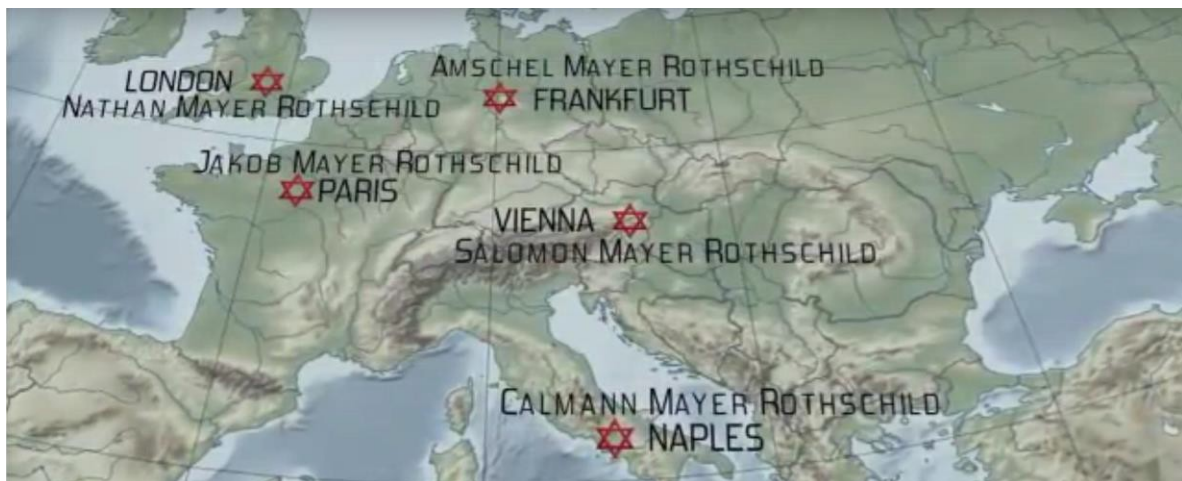 LONDON
NATHAN MAYER ROTHSEHILD
AMSCHEL MAYER ROTHSCHILD
FRANKFURT
JAKOB MAYER ROTHSCHILD
PARIS
VIENNA
SALOMON MAYER ROTHSCHILD
CALMANN MAYER ROTHSCHILD
NAPLES